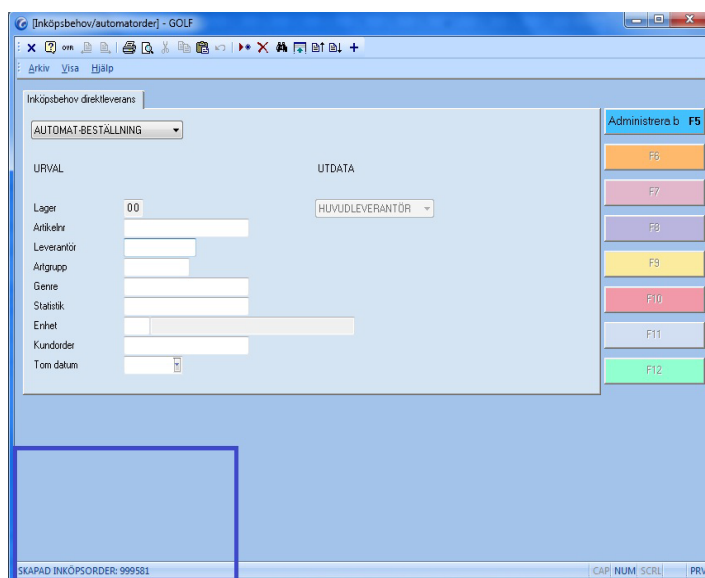 [Inköpsbehov/automatorder] - GOLF
OVR
Arkiv Visa Hjälp
Inköpsbehov direktleverans
AUTOMAT-BESTÄLLNING
URVAL UTDATA
Lager 00 HUVUDLEVERANTÖR
Artikelnr
Leverantör
Artgrupp
Genre
Statistik
Enhet
Kundorder
Tom datum
Administrera b F5
F6
F7
F8
F9
F10
F11
F12
SKAPAD INKÖPSORDER: 999581 CAP NUM SCRL PRV